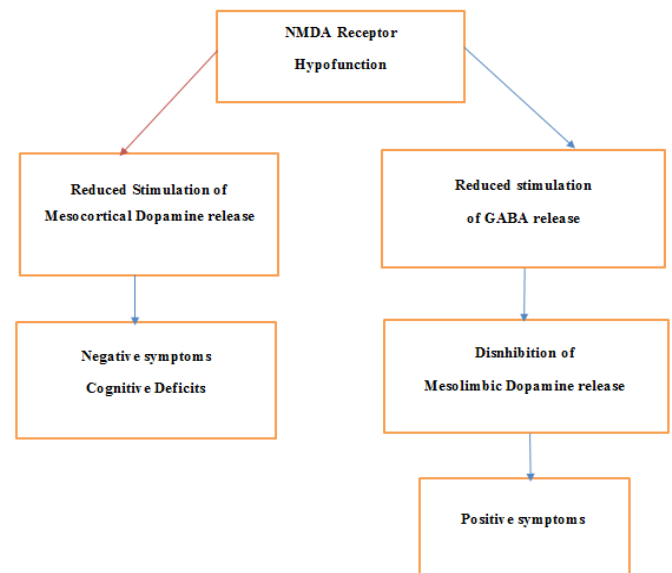 NMDA Receptor
Hypofunction
Reduced Stimulation of
Mesocortical Dopamine release
Reduced stimulation
of GABA release
Negative symptoms
Cognitive Deficits
Disnhibition of
Mesolimbic Dopamine release
Positive symptoms